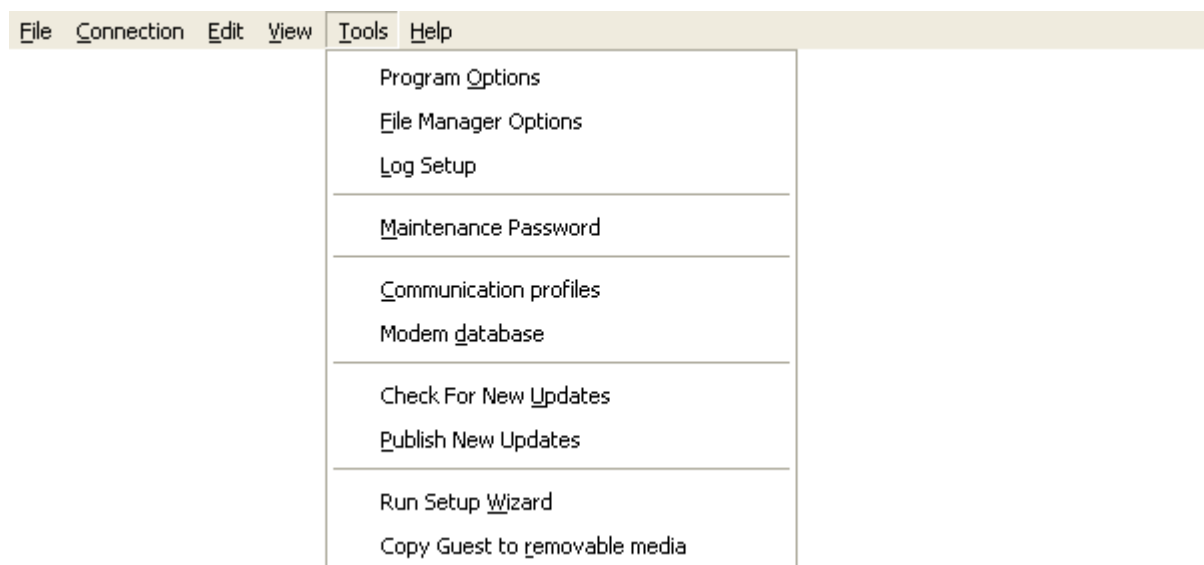 File Connection Edit View Tools Help
Program Options
File Manager Options
Log Setup
Maintenance Password
Communication profiles
Modem database
Check For New Updates
Publish New Updates
Run Setup Wizard
Copy Guest to removable media